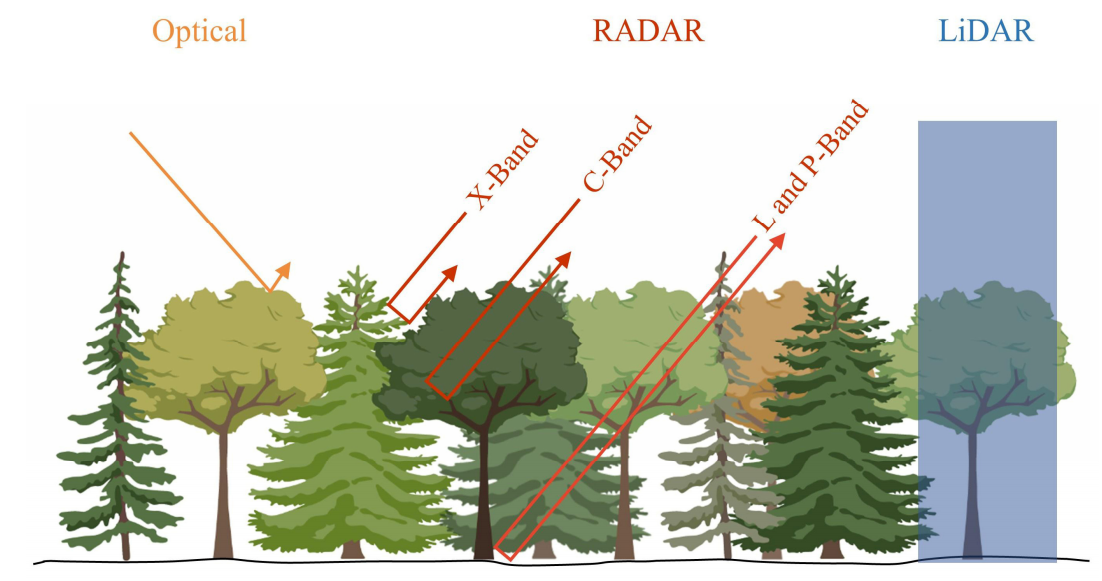 Optical
RADAR
LiDAR
X-Band
C-Band
L and P-Band